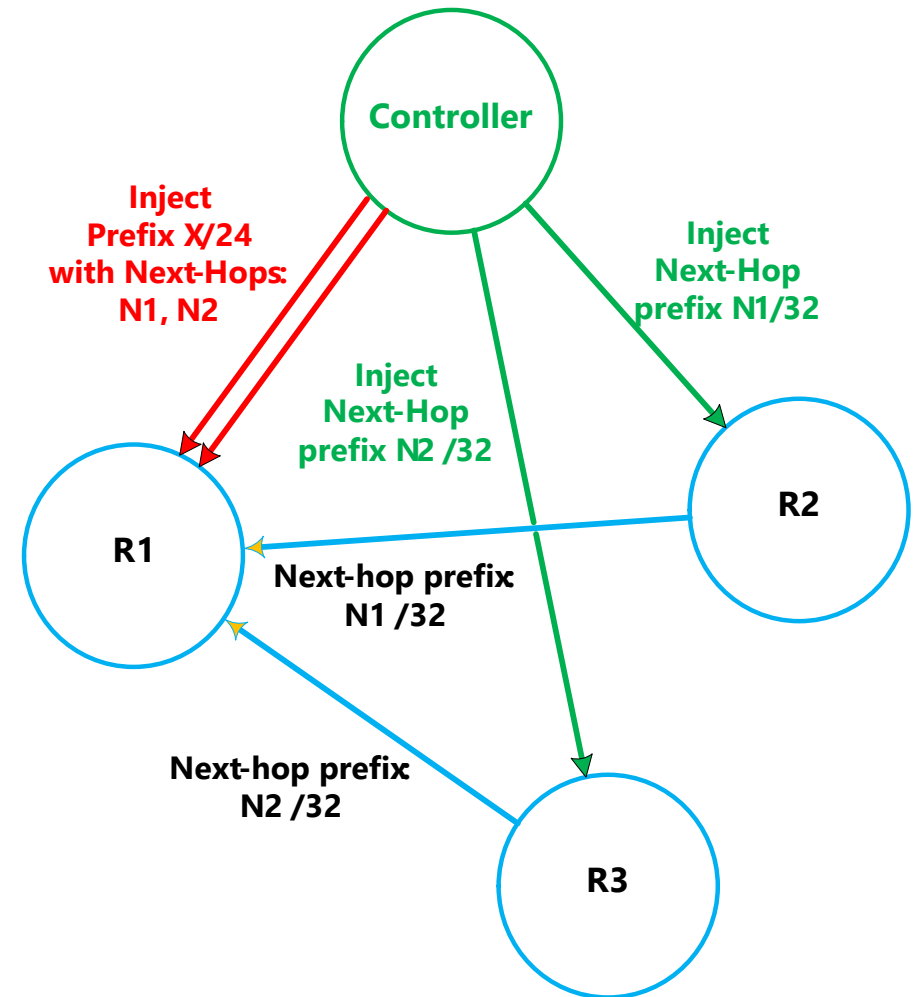 Controller
Inject
Prefix X/24
with Next-Hops:
N1, N2
Inject
Next-Hop
prefix N1/32
Inject
Next-Hop
prefix N2 /32
R2
R1
Next-hop prefix:
N1 /32
Next-hop prefix:
N2 /32
R3